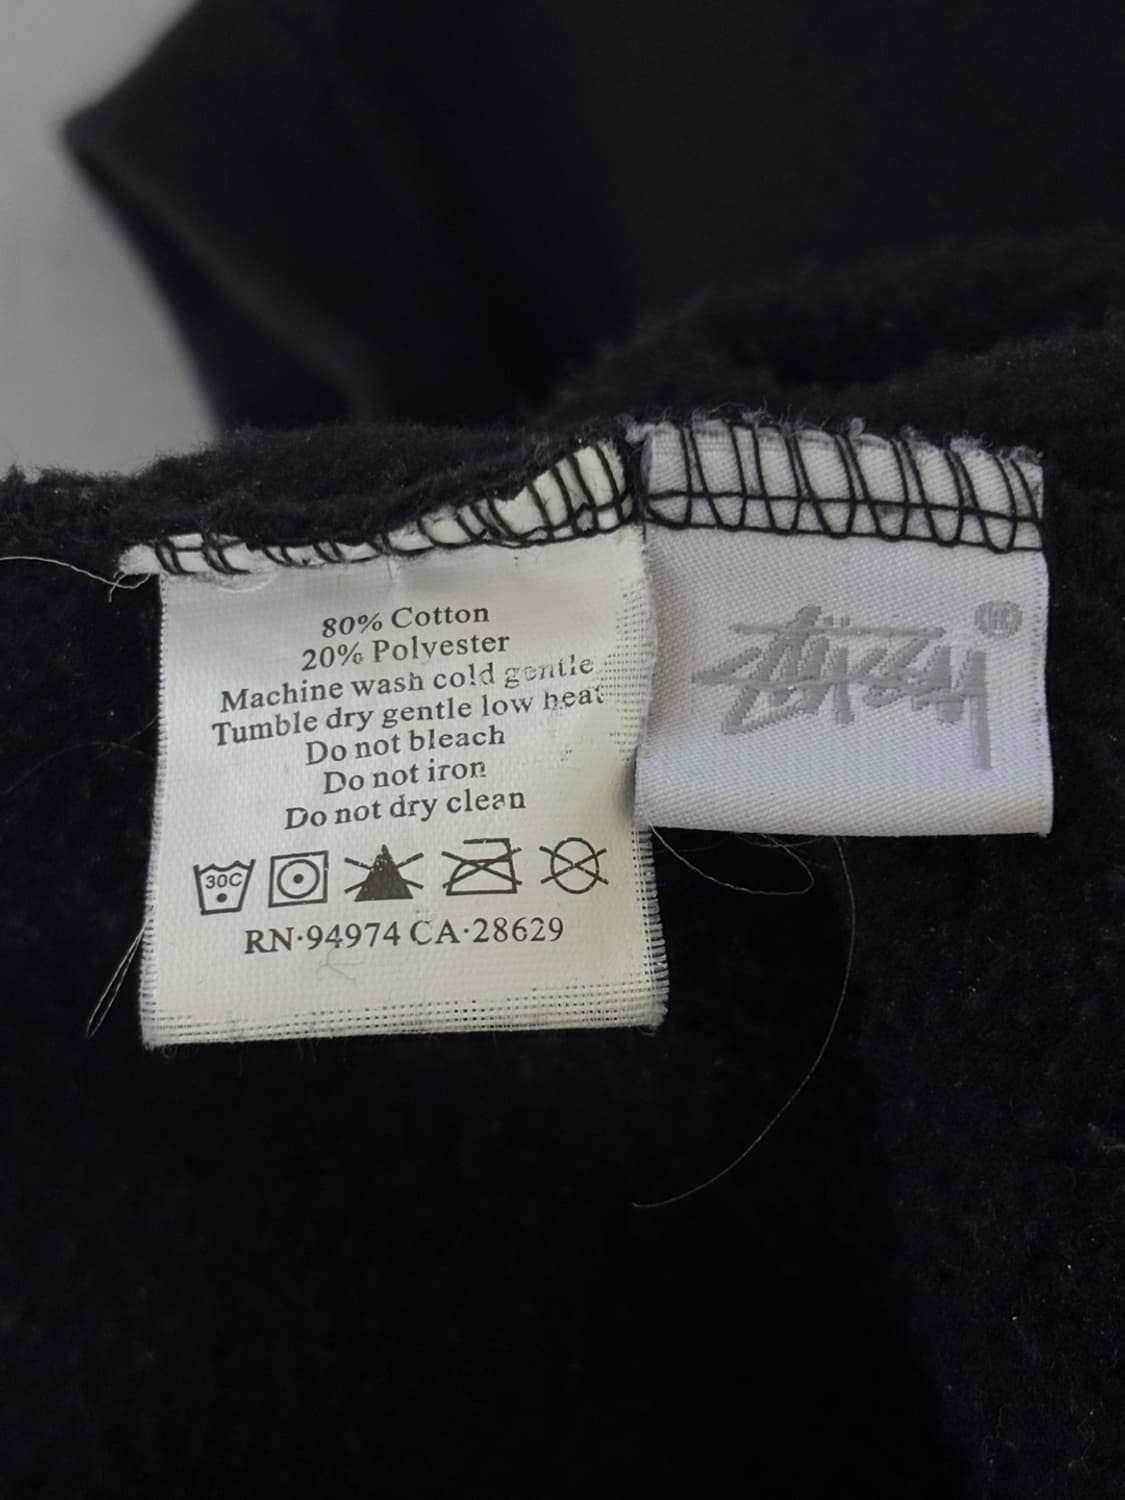 80% Cotton
20% Polyester
Machine wash cold gentle
Tumble dry gentle low heat
Do not bleach
Do not iron
Do not dry clean
30C
RN·94974 CA·28629
Stüssy ®